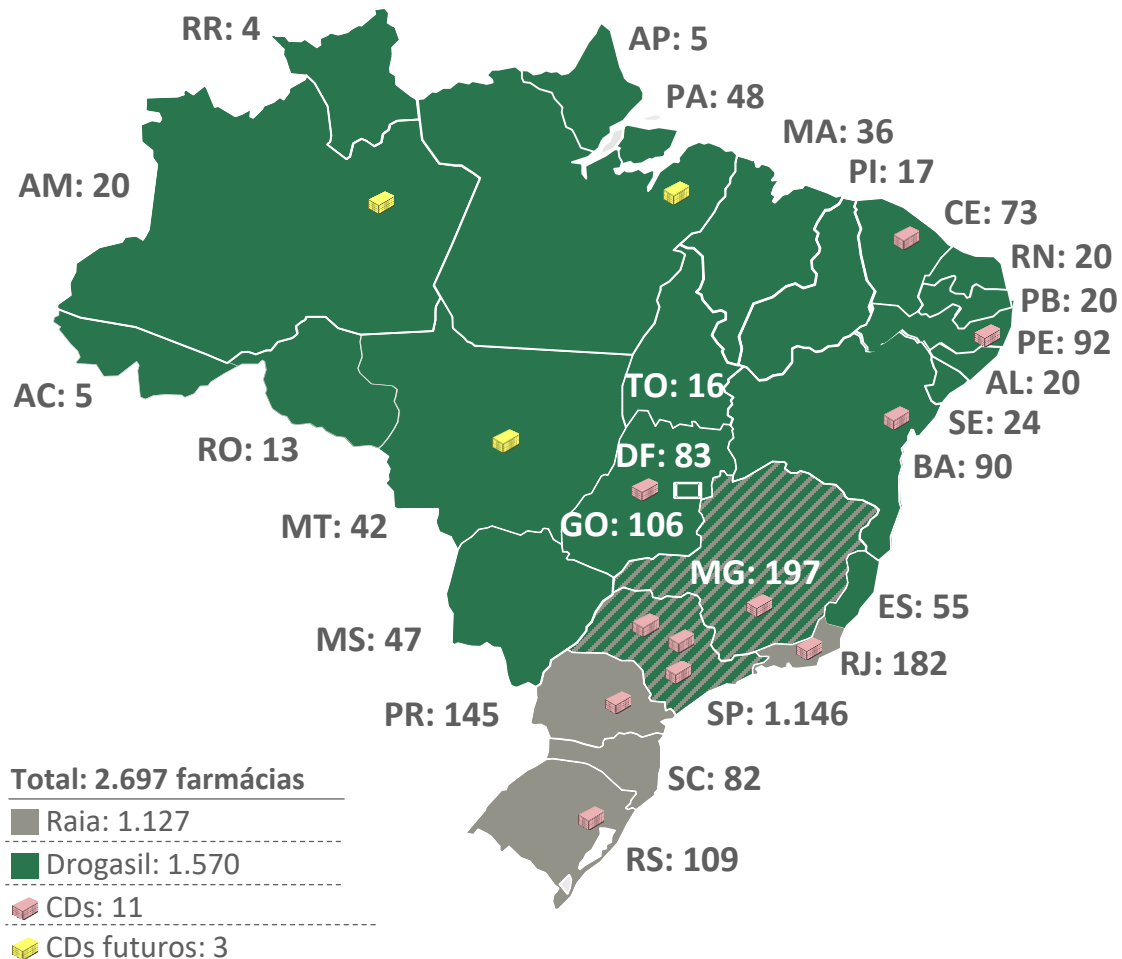 RR: 4
AP: 5
PA: 48
MA: 36
PI: 17
AM: 20
CE: 73
RN: 20
PB: 20
PE: 92
AL: 20
TO: 16
AC: 5
SE: 24
RO: 13
DF: 83
BA: 90
MT: 42
GO: 106
MG: 197
ES: 55
MS: 47
RJ: 182
PR: 145
SP: 1.146
SC: 82
RS: 109
Total: 2.697 farmácias
Raia: 1.127
Drogasil: 1.570
CDs: 11
CDs futuros: 3